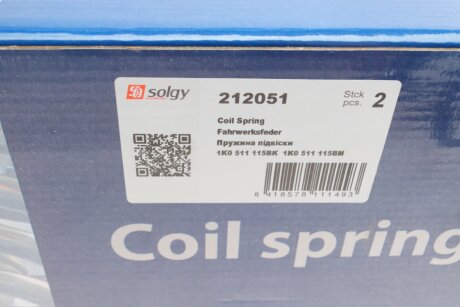 solgy
212051
Stck
pcs. 2
Coil Spring
Fahrwerksfeder
Пружина підвіски
1K0 511 115BK 1K0 511 115BM
8 418578 111493
Coil spring